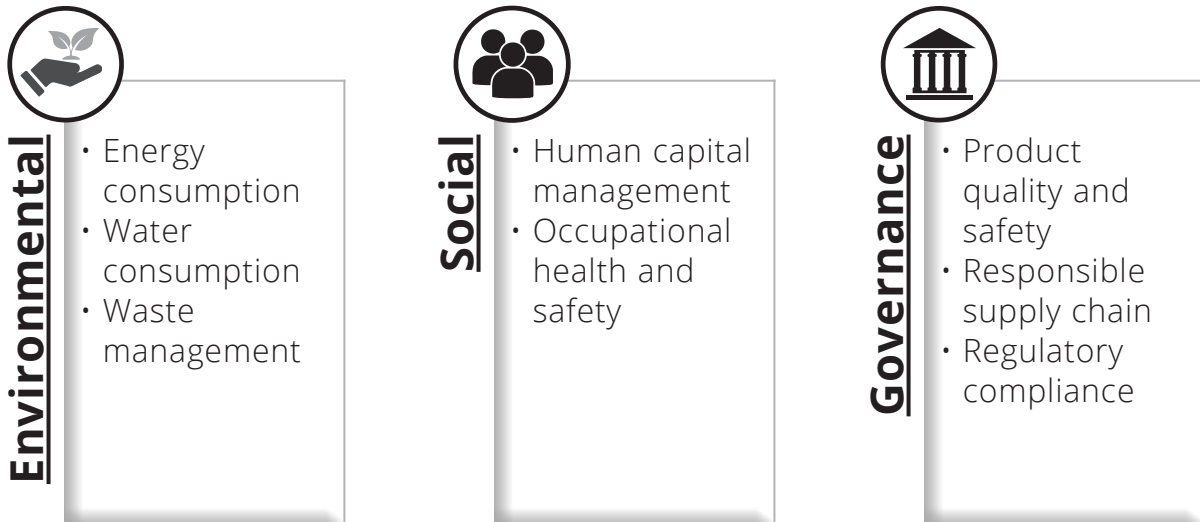 Environmental
• Energy
consumption
• Water
consumption
• Waste
management
Social
• Human capital
management
• Occupational
health and
safety
Governance
• Product
quality and
safety
• Responsible
supply chain
• Regulatory
compliance